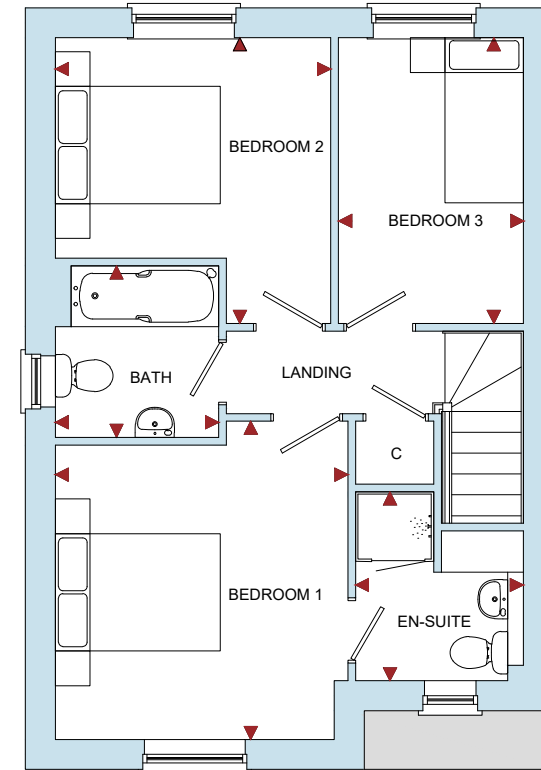 BEDROOM 2
BEDROOM 3
BATH
LANDING
C
BEDROOM 1
EN-SUITE